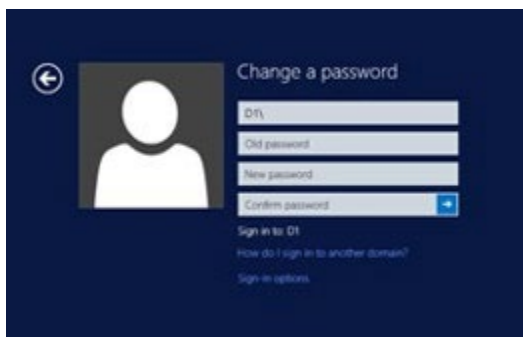 Change a password
D1\
Old password
New password
Confirm password
Sign in to: D1
How do I sign in to another domain?
Sign-in options